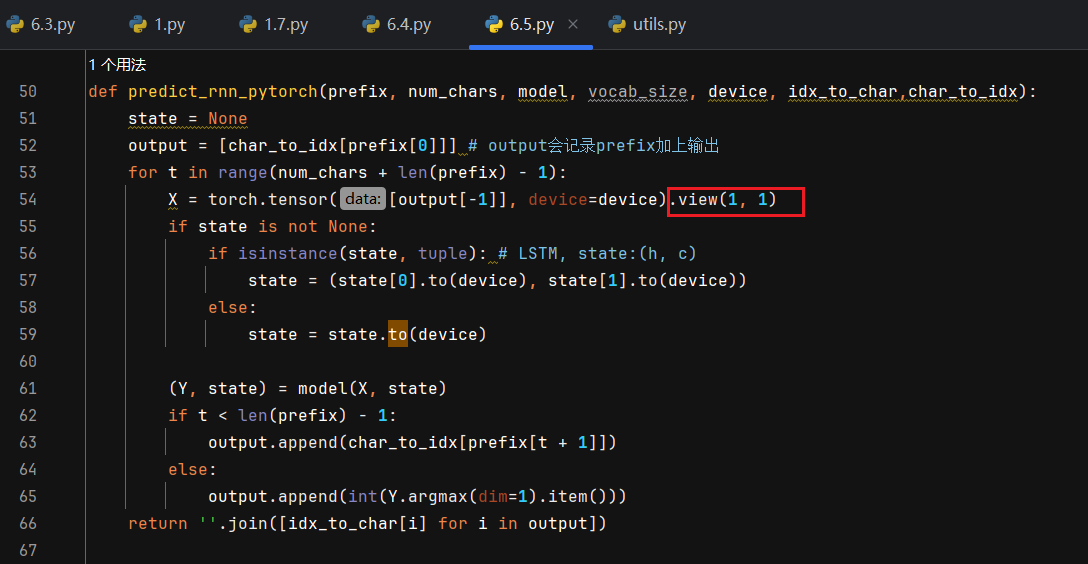 6.3.py 1.py 1.7.py 6.4.py 6.5.py × utils.py
1 个用法
50 def predict_rnn_pytorch(prefix, num_chars, model, vocab_size, device, idx_to_char,char_to_idx):
51     state = None
52     output = [char_to_idx[prefix[0]]] # output会记录prefix加上输出
53     for t in range(num_chars + len(prefix) - 1):
54         X = torch.tensor( data: [output[-1]], device=device).view(1, 1)
55         if state is not None:
56             if isinstance(state, tuple): # LSTM, state:(h, c)
57                 state = (state[0].to(device), state[1].to(device))
58             else:
59                 state = state.to(device)
60
61         (Y, state) = model(X, state)
62         if t < len(prefix) - 1:
63             output.append(char_to_idx[prefix[t + 1]])
64         else:
65             output.append(int(Y.argmax(dim=1).item()))
66     return ''.join([idx_to_char[i] for i in output])
67